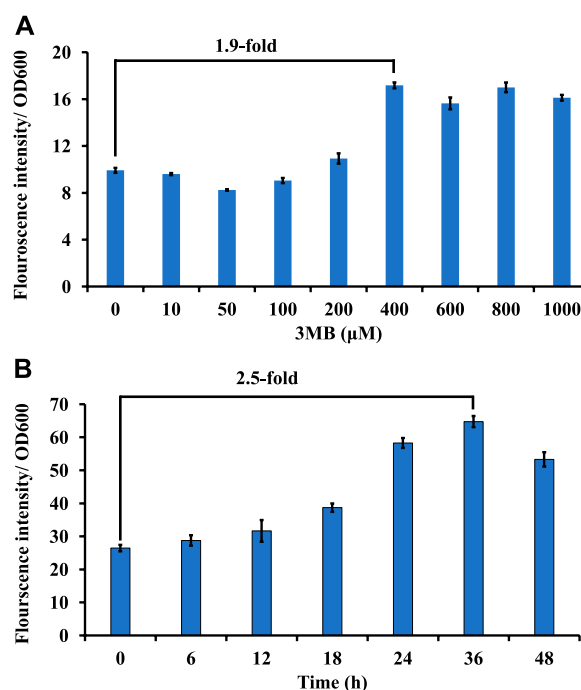 A
1.9-fold
Flouroscence intensity/ OD600
20
16
12
8
4
0
0 10 50 100 200 400 600 800 1000
3MB (µM)
B
2.5-fold
Flourscence intensity/ OD600
70
60
50
40
30
20
10
0
0 6 12 18 24 36 48
Time (h)